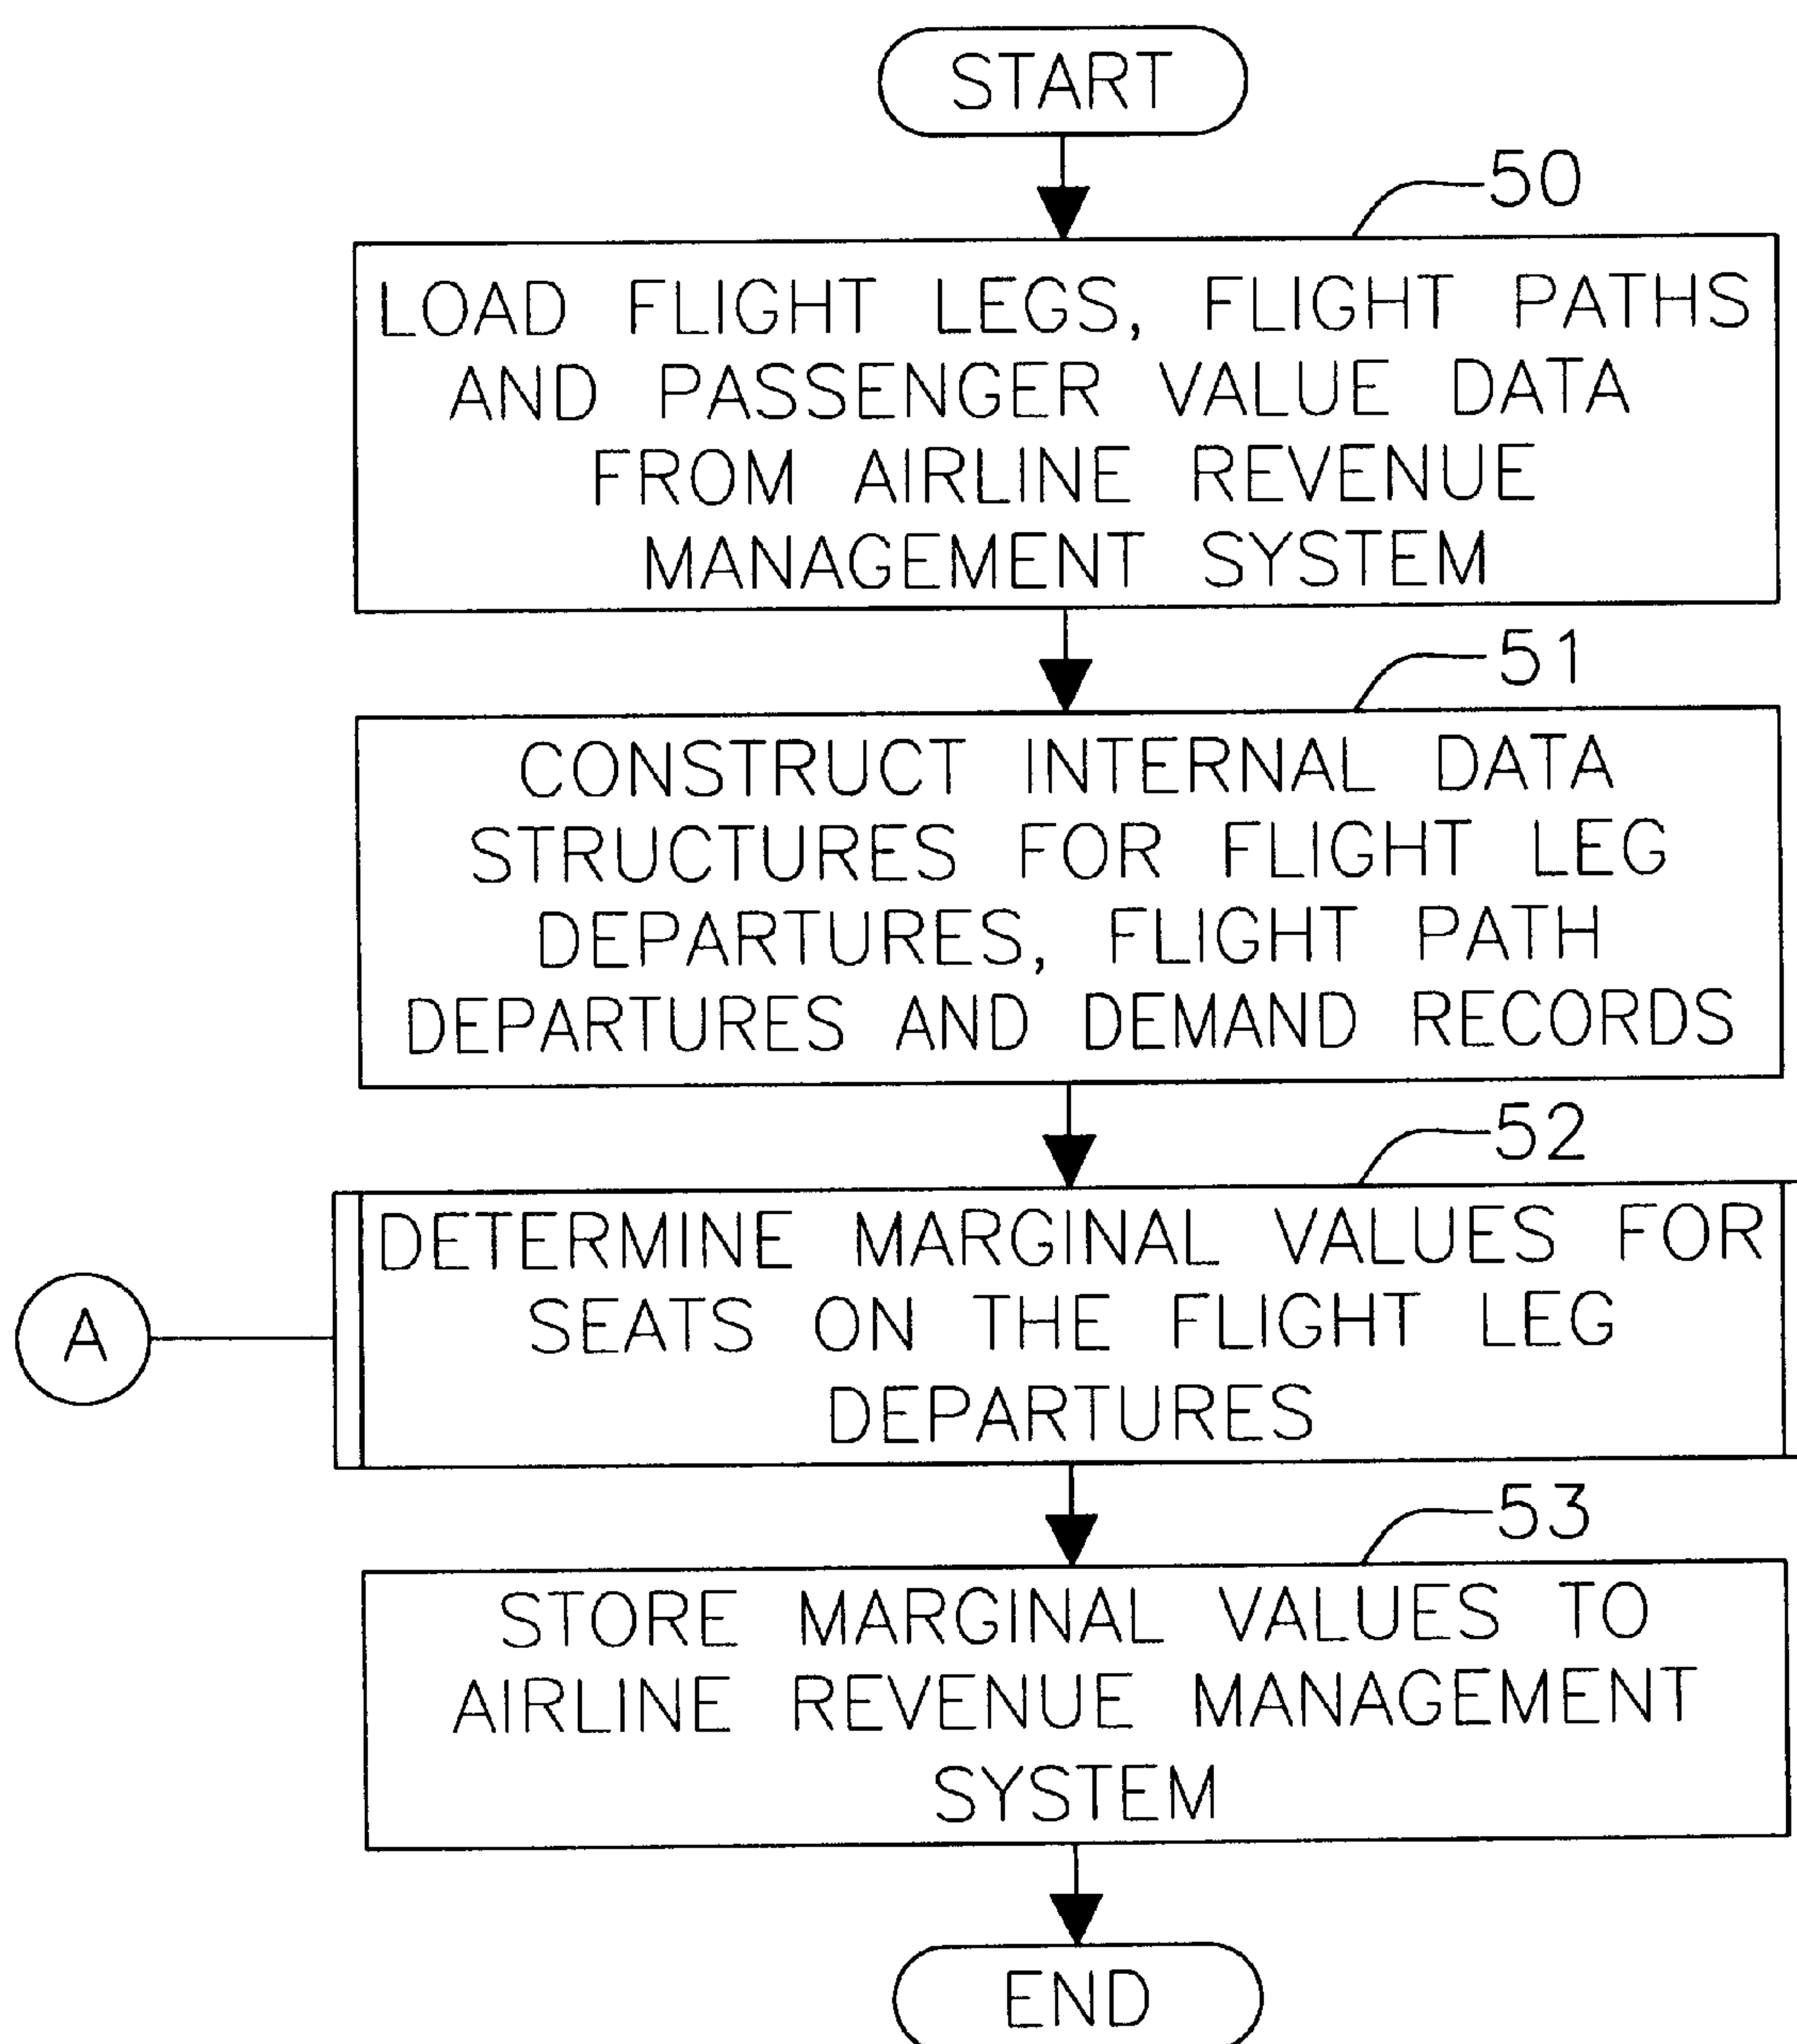 START
50
LOAD FLIGHT LEGS, FLIGHT PATHS
AND PASSENGER VALUE DATA
FROM AIRLINE REVENUE
MANAGEMENT SYSTEM
51
CONSTRUCT INTERNAL DATA
STRUCTURES FOR FLIGHT LEG
DEPARTURES, FLIGHT PATH
DEPARTURES AND DEMAND RECORDS
52
DETERMINE MARGINAL VALUES FOR
SEATS ON THE FLIGHT LEG
DEPARTURES
A
53
STORE MARGINAL VALUES TO
AIRLINE REVENUE MANAGEMENT
SYSTEM
END